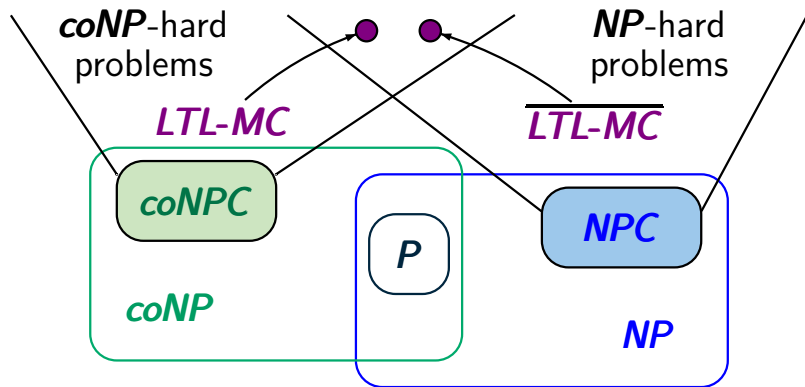 coNP-hard
problems
NP-hard
problems
LTL-MC
LTL-MC
coNPC
NPC
P
coNP
NP